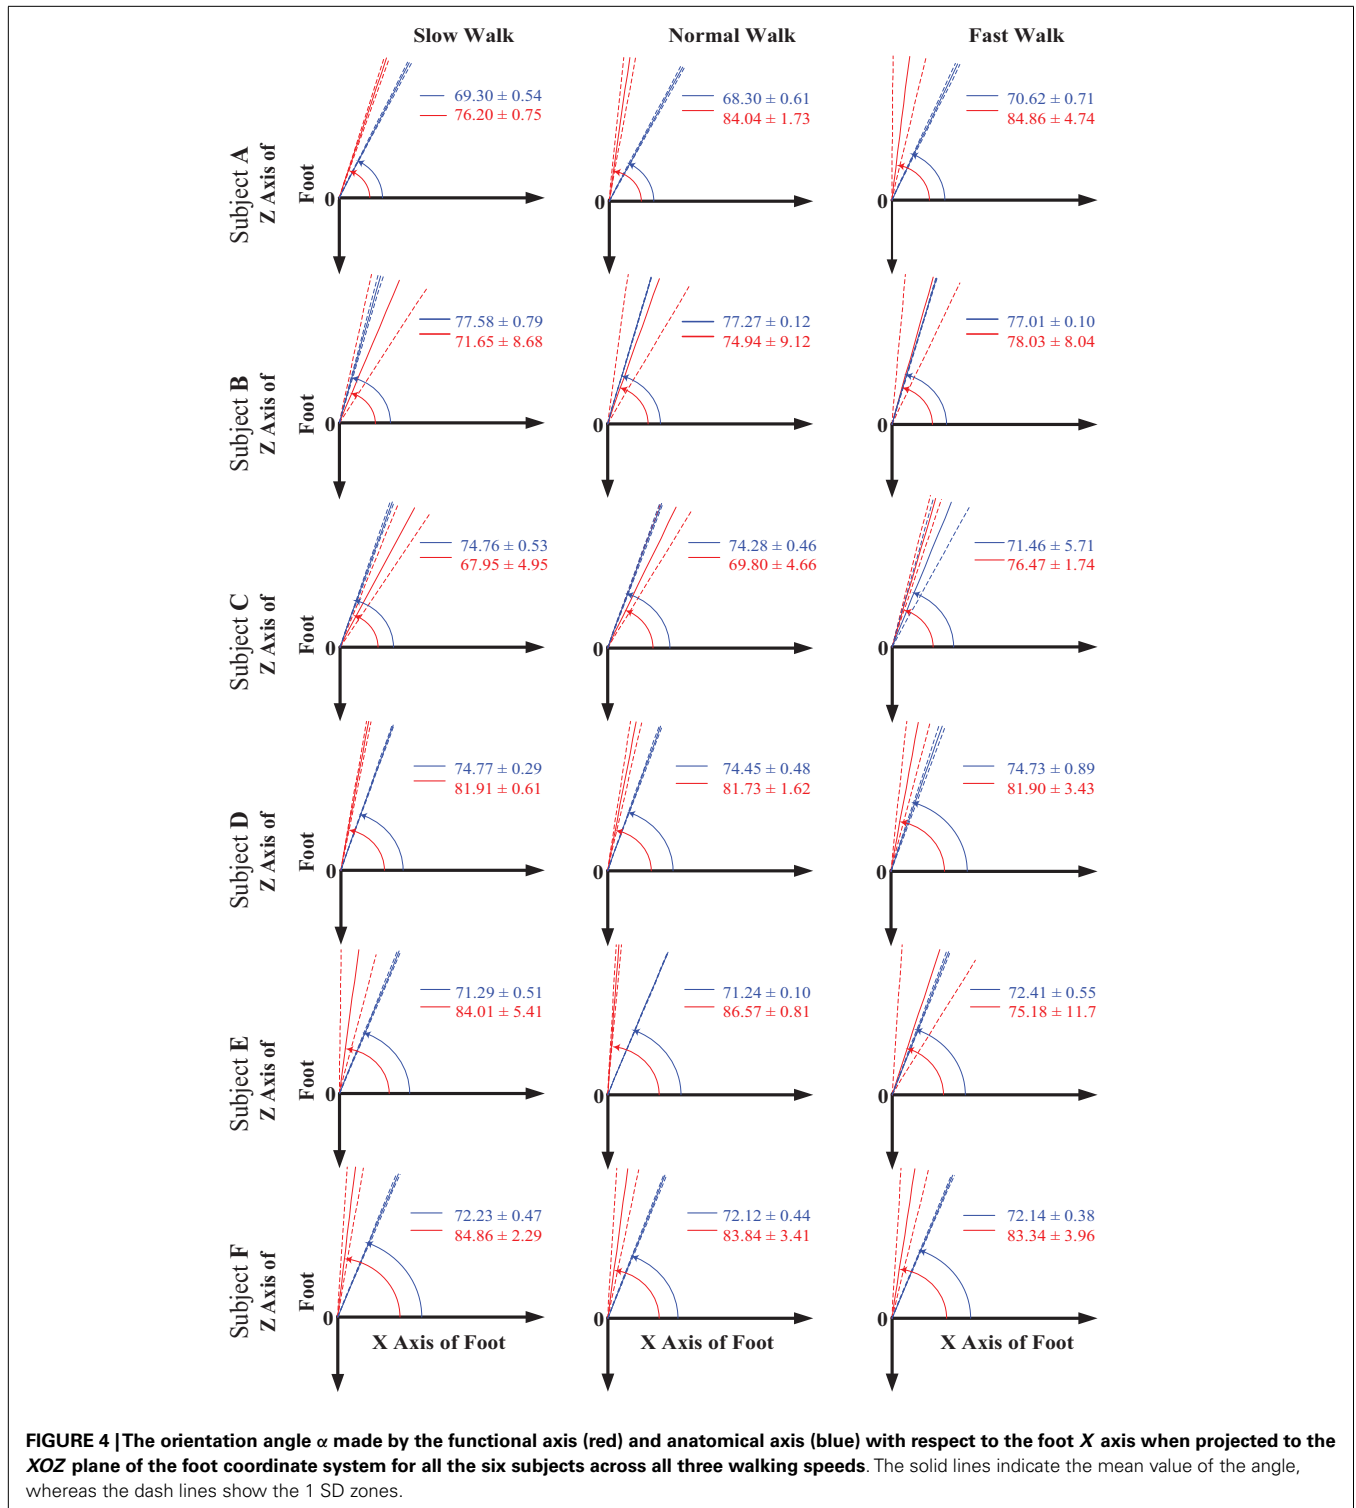 Slow Walk Normal Walk Fast Walk
Subject A
Z Axis of
Foot
69.30 ± 0.54
76.20 ± 0.75
0
68.30 ± 0.61
84.04 ± 1.73
0
70.62 ± 0.71
84.86 ± 4.74
0
Subject B
Z Axis of
Foot
77.58 ± 0.79
71.65 ± 8.68
0
77.27 ± 0.12
74.94 ± 9.12
0
77.01 ± 0.10
78.03 ± 8.04
0
Subject C
Z Axis of
Foot
74.76 ± 0.53
67.95 ± 4.95
0
74.28 ± 0.46
69.80 ± 4.66
0
71.46 ± 5.71
76.47 ± 1.74
0
Subject D
Z Axis of
Foot
74.77 ± 0.29
81.91 ± 0.61
0
74.45 ± 0.48
81.73 ± 1.62
0
74.73 ± 0.89
81.90 ± 3.43
0
Subject E
Z Axis of
Foot
71.29 ± 0.51
84.01 ± 5.41
0
71.24 ± 0.10
86.57 ± 0.81
0
72.41 ± 0.55
75.18 ± 11.7
0
Subject F
Z Axis of
Foot
72.23 ± 0.47
84.86 ± 2.29
0
72.12 ± 0.44
83.84 ± 3.41
0
72.14 ± 0.38
83.34 ± 3.96
0
X Axis of Foot X Axis of Foot X Axis of Foot
FIGURE 4 | The orientation angle α made by the functional axis (red) and anatomical axis (blue) with respect to the foot X axis when projected to the
XOZ plane of the foot coordinate system for all the six subjects across all three walking speeds. The solid lines indicate the mean value of the angle,
whereas the dash lines show the 1 SD zones.